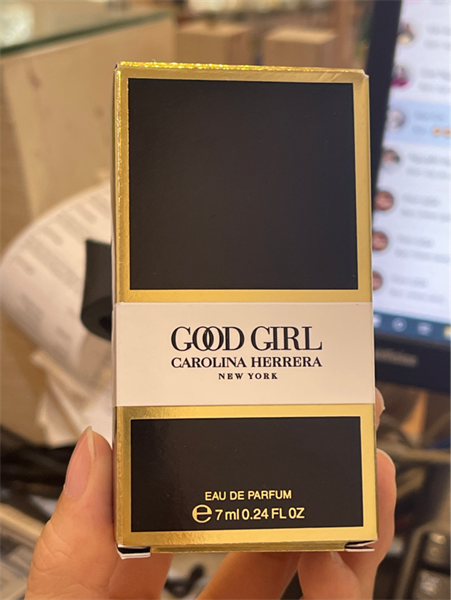 GOOD GIRL
CAROLINA HERRERA
NEW YORK
EAU DE PARFUM
℮ 7 ml 0.24 FL OZ